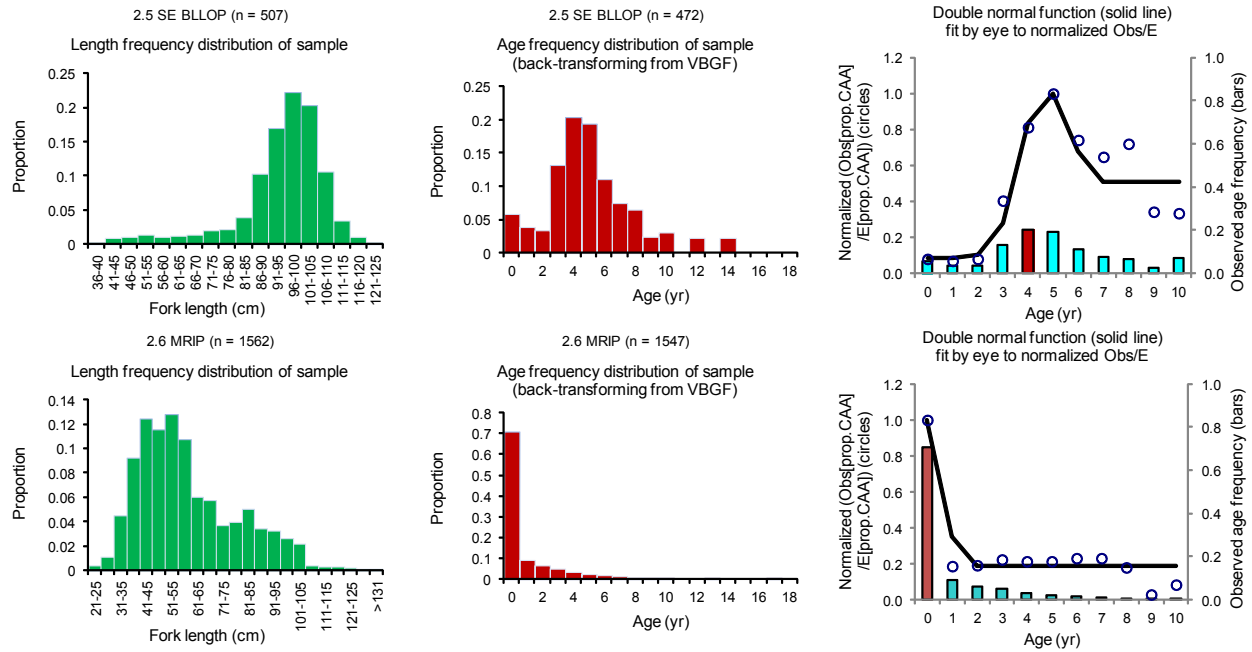 2.5 SE BLLOP (n = 507)
Length frequency distribution of sample
0.25
0.2
0.15
0.1
0.05
0
Proportion
36-40
41-45
46-50
51-55
56-60
61-65
66-70
71-75
76-80
81-85
86-90
91-95
96-100
101-105
106-110
111-115
116-120
121-125
Fork length (cm)
2.5 SE BLLOP (n = 472)
Age frequency distribution of sample
(back-transforming from VBGF)
0.25
0.2
0.15
0.1
0.05
0
Proportion
0 2 4 6 8 10 12 14 16 18
Age (yr)
Double normal function (solid line)
fit by eye to normalized Obs/E
1.2
1.0
0.8
0.6
0.4
0.2
0.0
Normalized (Obs[prop.CAA]
/E[prop.CAA]) (circles)
1.0
0.8
0.6
0.4
0.2
0.0
Observed age frequency (bars)
0 1 2 3 4 5 6 7 8 9 10
Age (yr)
2.6 MRIP (n = 1562)
Length frequency distribution of sample
0.14
0.12
0.1
0.08
0.06
0.04
0.02
0
Proportion
21-25
31-35
41-45
51-55
61-65
71-75
81-85
91-95
101-105
111-115
121-125
>131
Fork length (cm)
2.6 MRIP (n = 1547)
Age frequency distribution of sample
(back-transforming from VBGF)
0.8
0.7
0.6
0.5
0.4
0.3
0.2
0.1
0
Proportion
0 2 4 6 8 10 12 14 16 18
Age (yr)
Double normal function (solid line)
fit by eye to normalized Obs/E
1.2
1.0
0.8
0.6
0.4
0.2
0.0
Normalized (Obs[prop.CAA]
/E[prop.CAA]) (circles)
1.0
0.8
0.6
0.4
0.2
0.0
Observed age frequency (bars)
0 1 2 3 4 5 6 7 8 9 10
Age (yr)